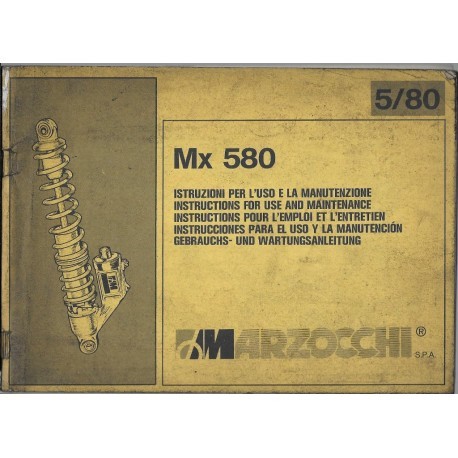 5/80
Mx 580
ISTRUZIONI PER L'USO E LA MANUTENZIONE
INSTRUCTIONS FOR USE AND MAINTENANCE
INSTRUCTIONS POUR L'EMPLOI ET L'ENTRETIEN
INSTRUCCIONES PARA EL USO Y LA MANUTENCIÓN
GEBRAUCHS- UND WARTUNGSANLEITUNG
MARZOCCHI ®
S.P.A.